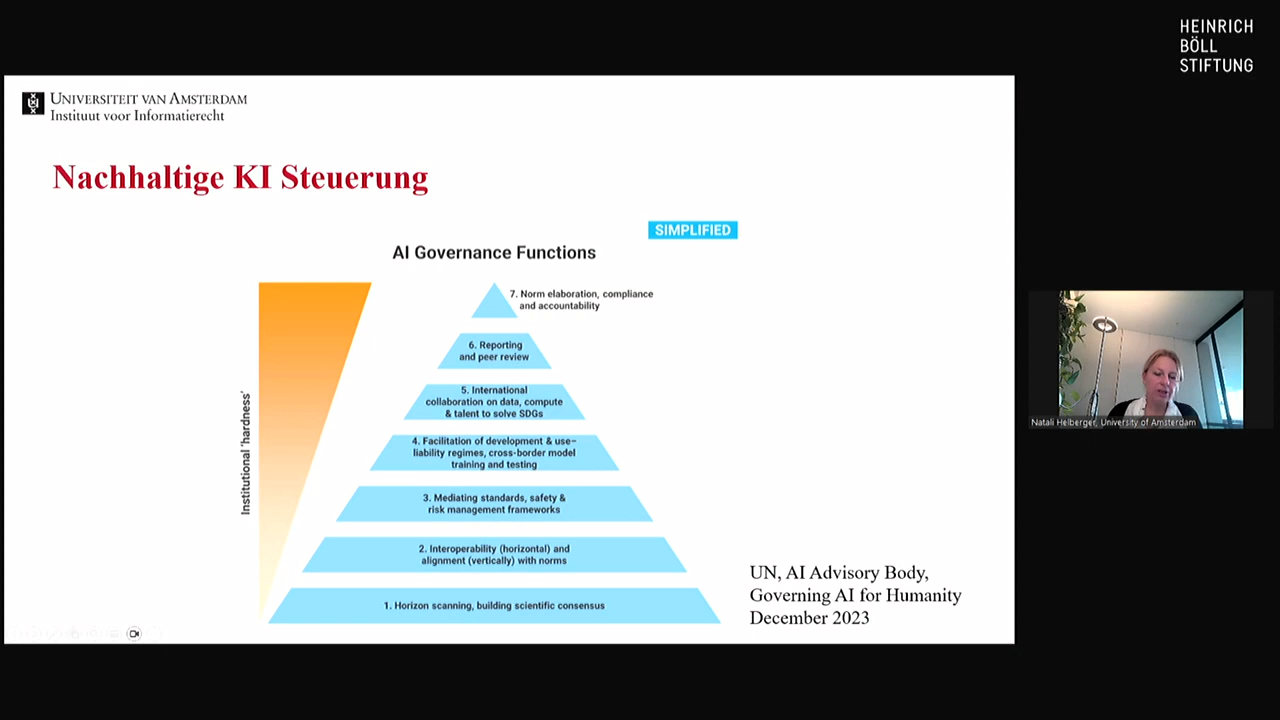 HEINRICH
BÖLL
STIFTUNG
UNIVERSITEIT VAN AMSTERDAM
Instituut voor Informatierecht
Nachhaltige KI Steuerung
SIMPLIFIED
AI Governance Functions
7. Norm elaboration, compliance
and accountability
6. Reporting
and peer review
5. International
collaboration on data, compute
& talent to solve SDGs
4. Facilitation of development & use–
liability regimes, cross-border model
training and testing
3. Mediating standards, safety &
risk management frameworks
2. Interoperability (horizontal) and
alignment (vertically) with norms
1. Horizon scanning, building scientific consensus
Institutional 'hardness'
UN, AI Advisory Body,
Governing AI for Humanity
December 2023
Natali Helberger, University of Amsterdam